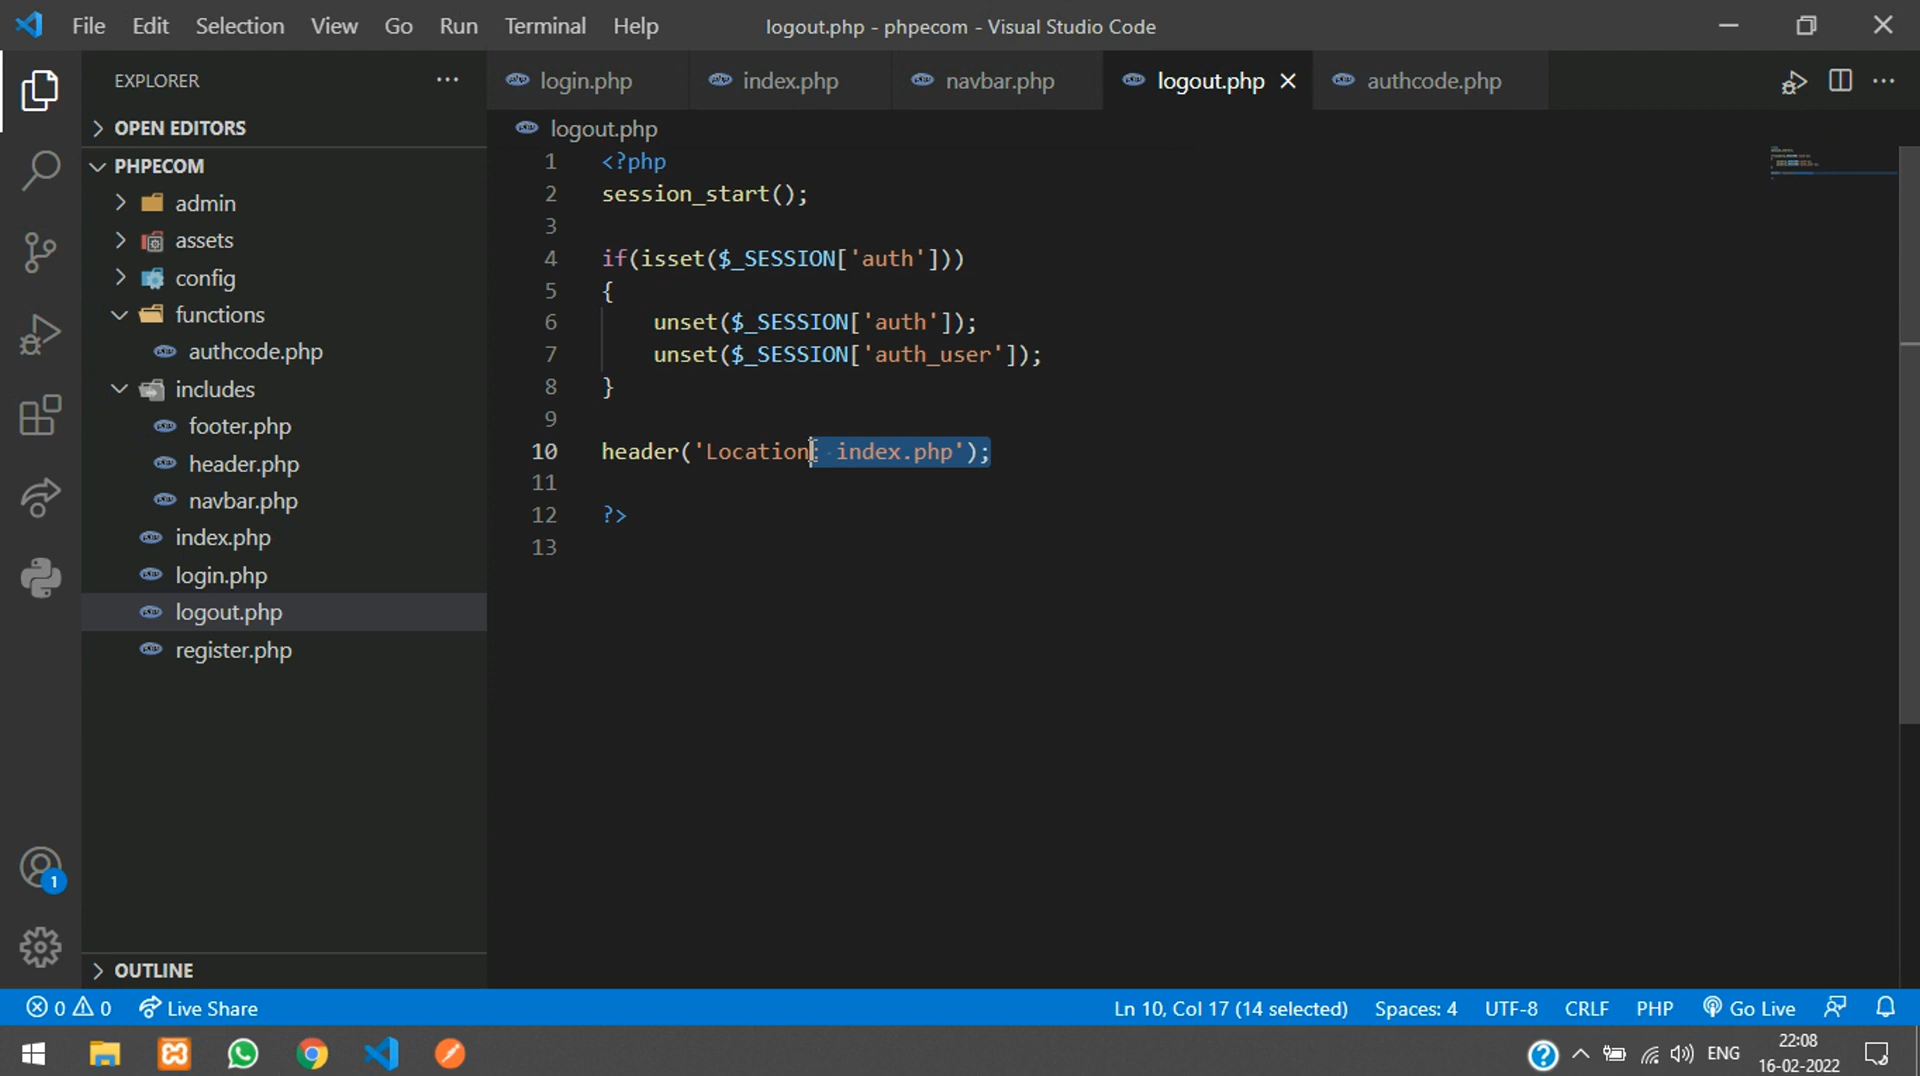 File Edit Selection View Go Run Terminal Help
logout.php - phpecom - Visual Studio Code
EXPLORER
OPEN EDITORS
PHPECOM
admin
assets
config
functions
authcode.php
includes
footer.php
header.php
navbar.php
index.php
login.php
logout.php
register.php
OUTLINE
login.php index.php navbar.php logout.php authcode.php
logout.php
1 <?php
2 session_start();
3
4 if(isset($_SESSION['auth']))
5 {
6 unset($_SESSION['auth']);
7 unset($_SESSION['auth_user']);
8 }
9
10 header('Location: index.php');
11
12 ?>
13
1
0 0 Live Share Ln 10, Col 17 (14 selected) Spaces: 4 UTF-8 CRLF PHP Go Live
ENG
22:08
16-02-2022